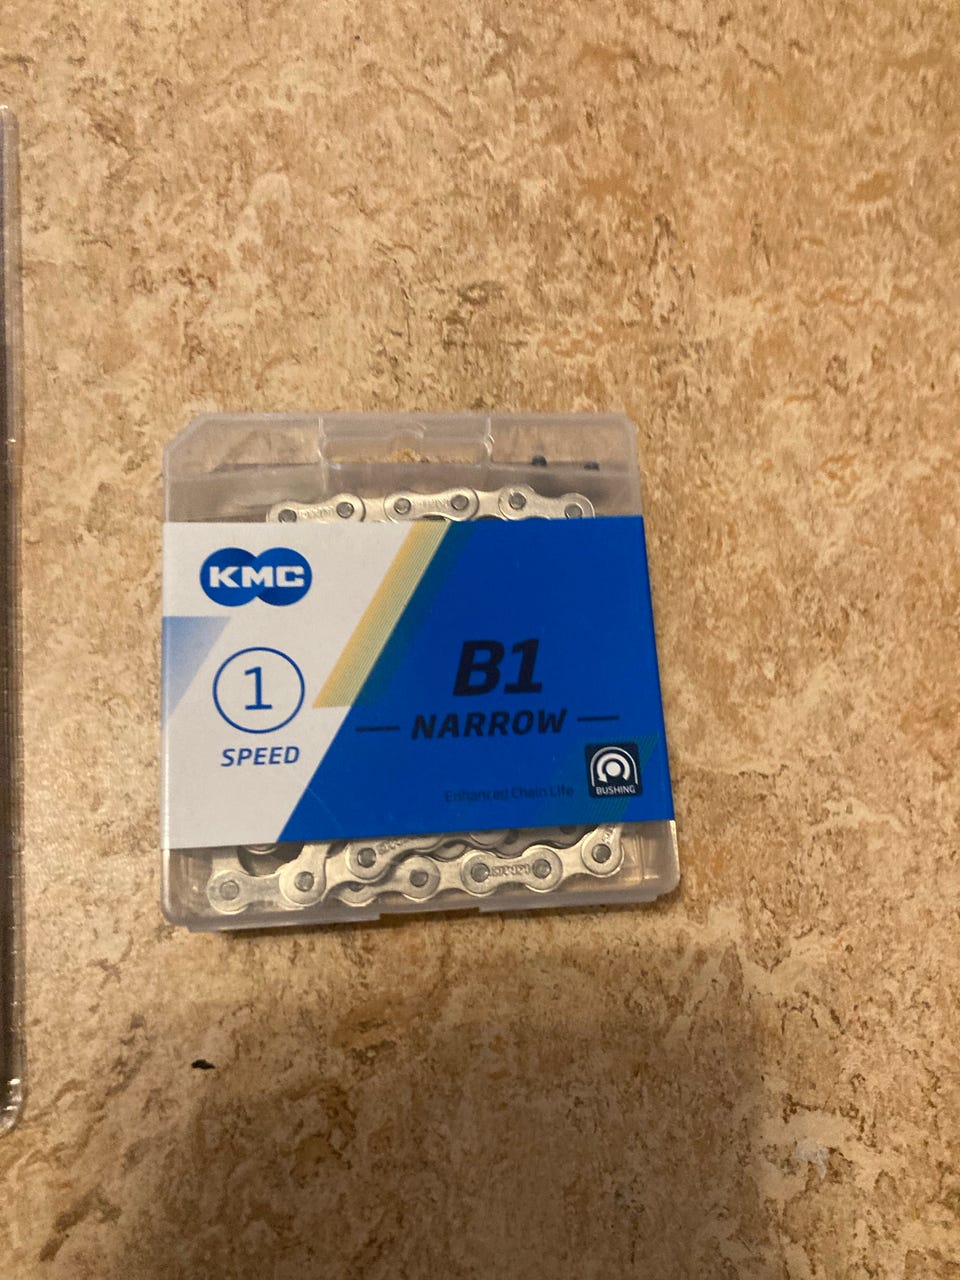 KMC
1
SPEED
B1
NARROW
Enhanced Chain Life
BUSHING